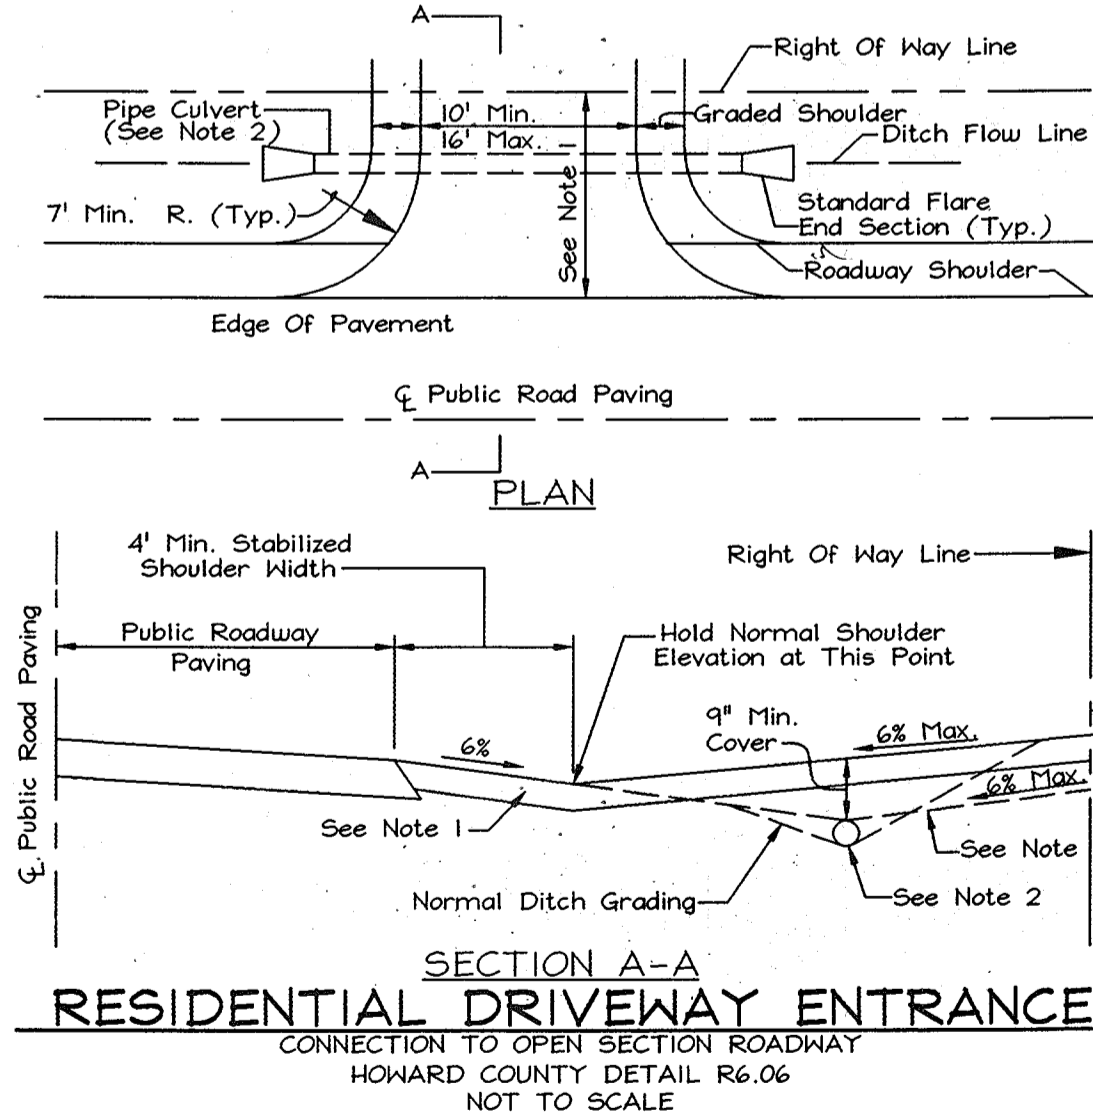 A
Right Of Way Line
Pipe Culvert
(See Note 2)
10' Min.
16' Max.
Graded Shoulder
Ditch Flow Line
7' Min. R. (Typ.)
See Note 1
Standard Flare
End Section (Typ.)
Roadway Shoulder
Edge Of Pavement
℄ Public Road Paving
A
PLAN
4' Min. Stabilized
Shoulder Width
Right Of Way Line
℄ Public Road Paving
Public Roadway
Paving
Hold Normal Shoulder
Elevation at This Point
9" Min.
Cover
6%
6% Max.
6% Max.
See Note 1
See Note
Normal Ditch Grading
See Note 2
SECTION A-A
RESIDENTIAL DRIVEWAY ENTRANCE
CONNECTION TO OPEN SECTION ROADWAY
HOWARD COUNTY DETAIL R6.06
NOT TO SCALE